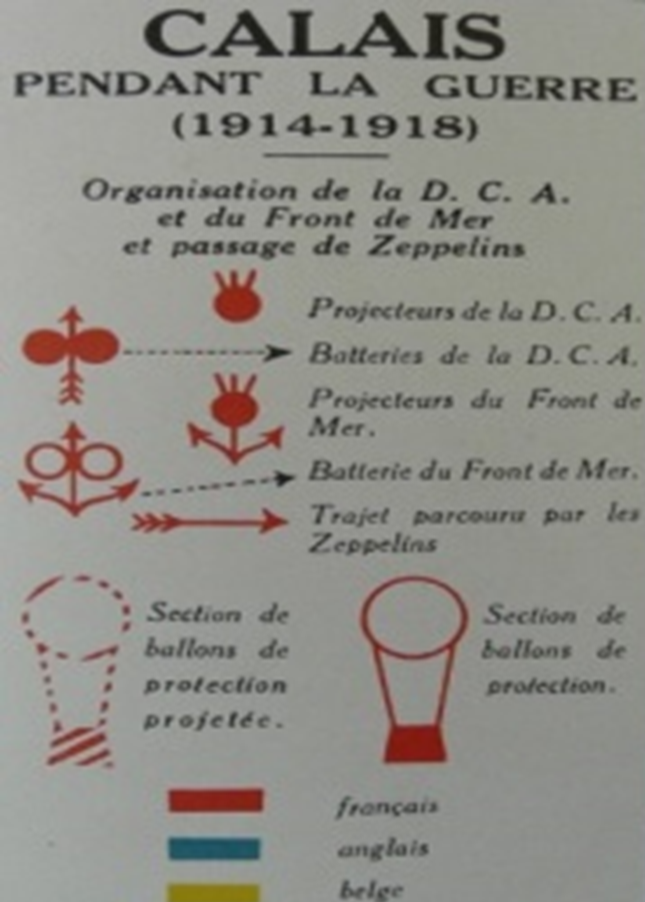 CALAIS
PENDANT LA GUERRE
(1914-1918)
Organisation de la D. C. A.
et du Front de Mer
et passage de Zeppelins
Projecteurs de la D. C. A.
Batteries de la D. C. A.
Projecteurs du Front de
Mer.
Batterie du Front de Mer.
Trajet parcouru par les
Zeppelins
Section de
ballons de
protection
projetée.
Section de
ballons de
protection.
français
anglais
belge